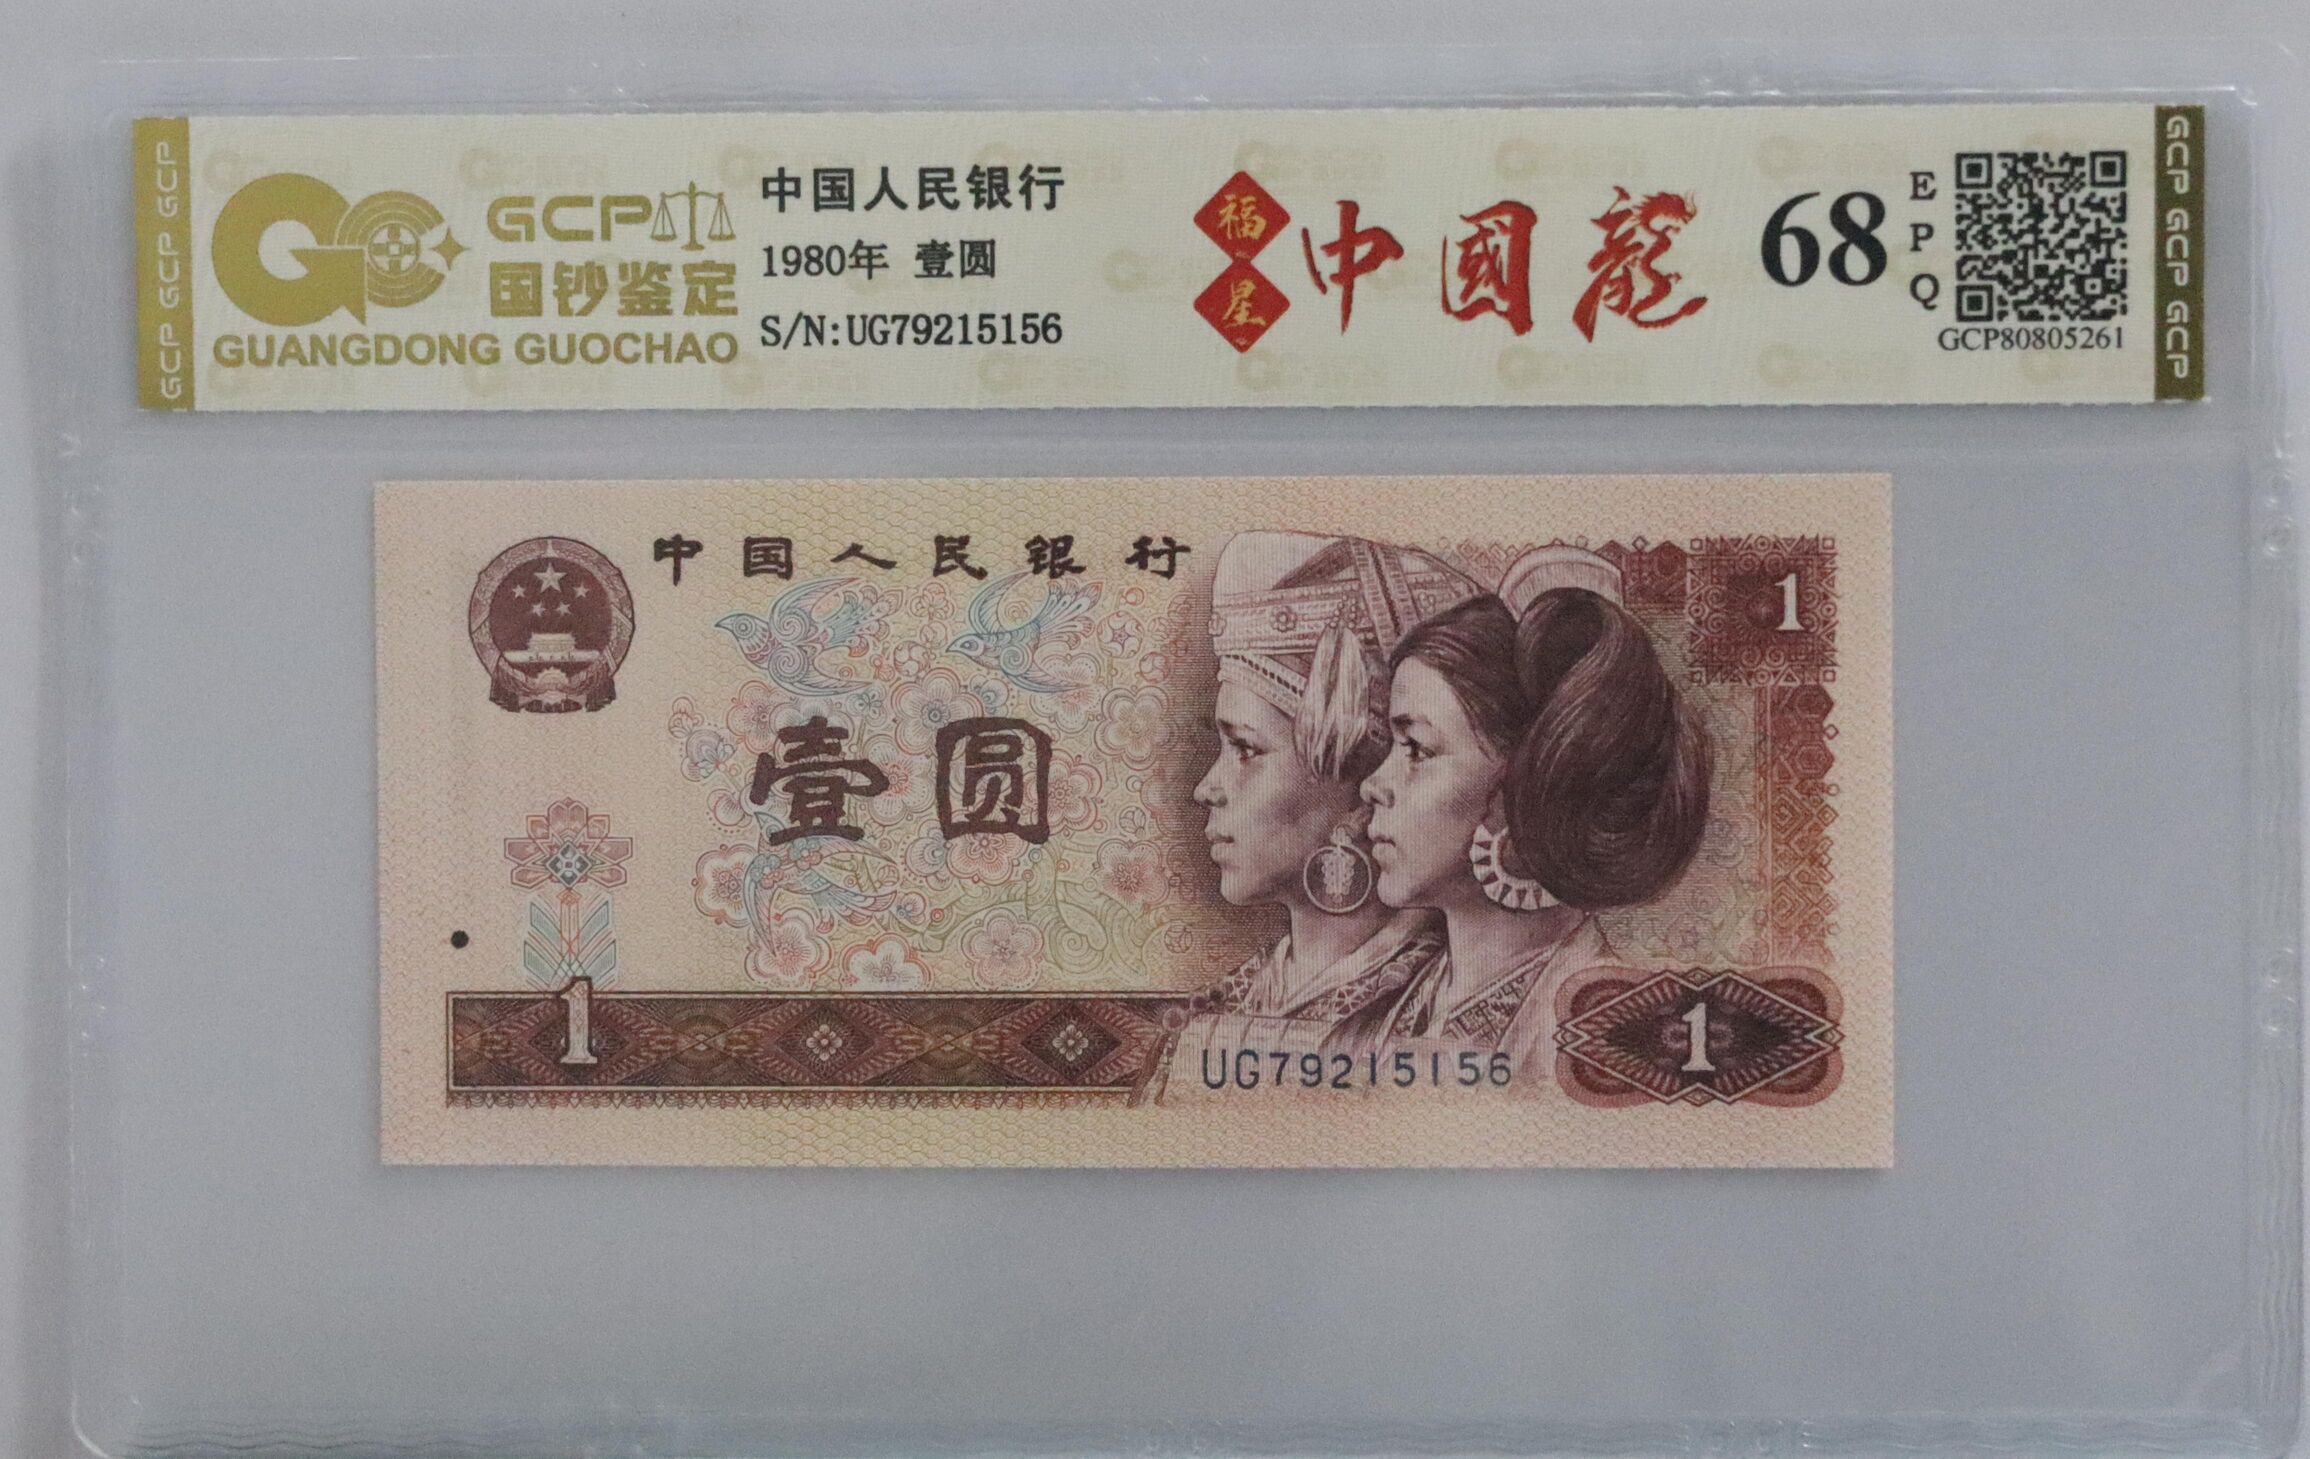 GCP GCP GCP
GCP
国钞鉴定
GUANGDONG GUOCHAO
中国人民银行
1980年 壹圆
S/N:UG79215156
福星
中國龍
68
EPQ
GCP80805261
GCP GCP GCP
中国人民银行
1
壹圆
1
1
UG79215156